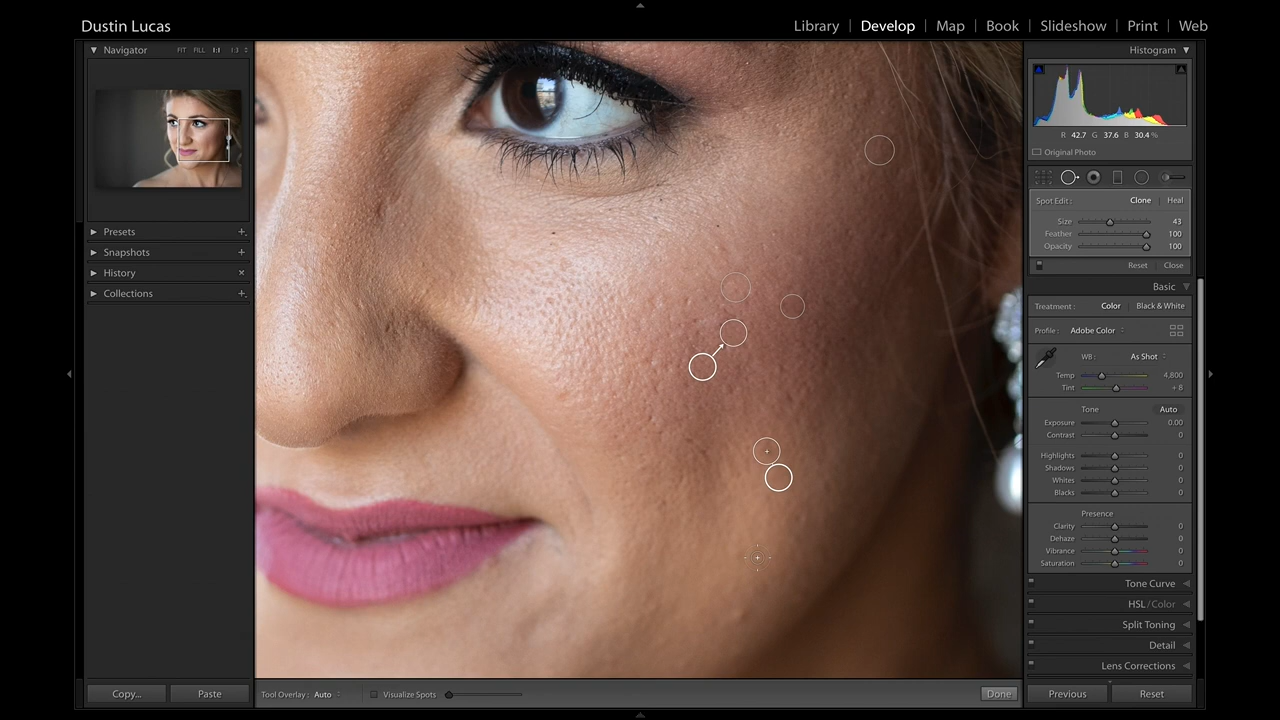 Dustin Lucas
Library | Develop | Map | Book | Slideshow | Print | Web
Navigator FIT FILL 1:1 1:3
Presets
Snapshots
History
Collections
Copy... Paste
Tool Overlay: Auto Visualize Spots Done
Histogram
R 42.7 G 37.6 B 30.4 %
Original Photo
Spot Edit: Clone | Heal
Size 43
Feather 100
Opacity 100
Reset Close
Basic
Treatment: Color Black & White
Profile: Adobe Color
WB: As Shot
Temp 4,800
Tint + 8
Tone Auto
Exposure 0.00
Contrast 0
Highlights 0
Shadows 0
Whites 0
Blacks 0
Presence
Clarity 0
Dehaze 0
Vibrance 0
Saturation 0
Tone Curve
HSL / Color
Split Toning
Detail
Lens Corrections
Previous Reset